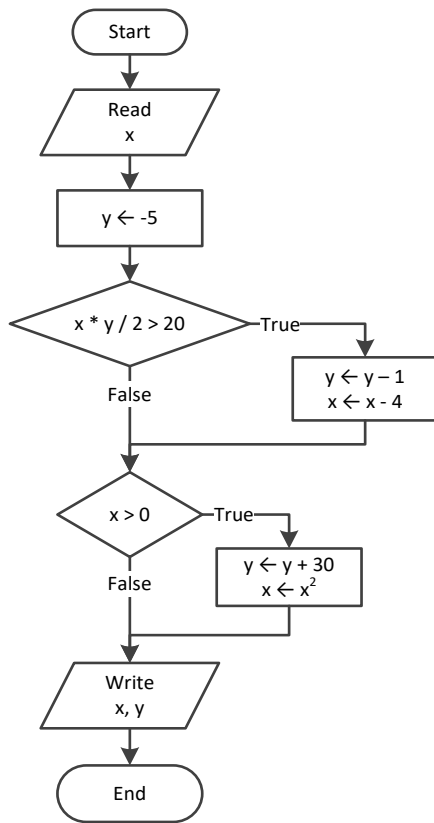 Start
Read
x
y ← -5
x * y / 2 > 20
True
y ← y – 1
x ← x - 4
False
x > 0
True
y ← y + 30
x ← x²
False
Write
x, y
End